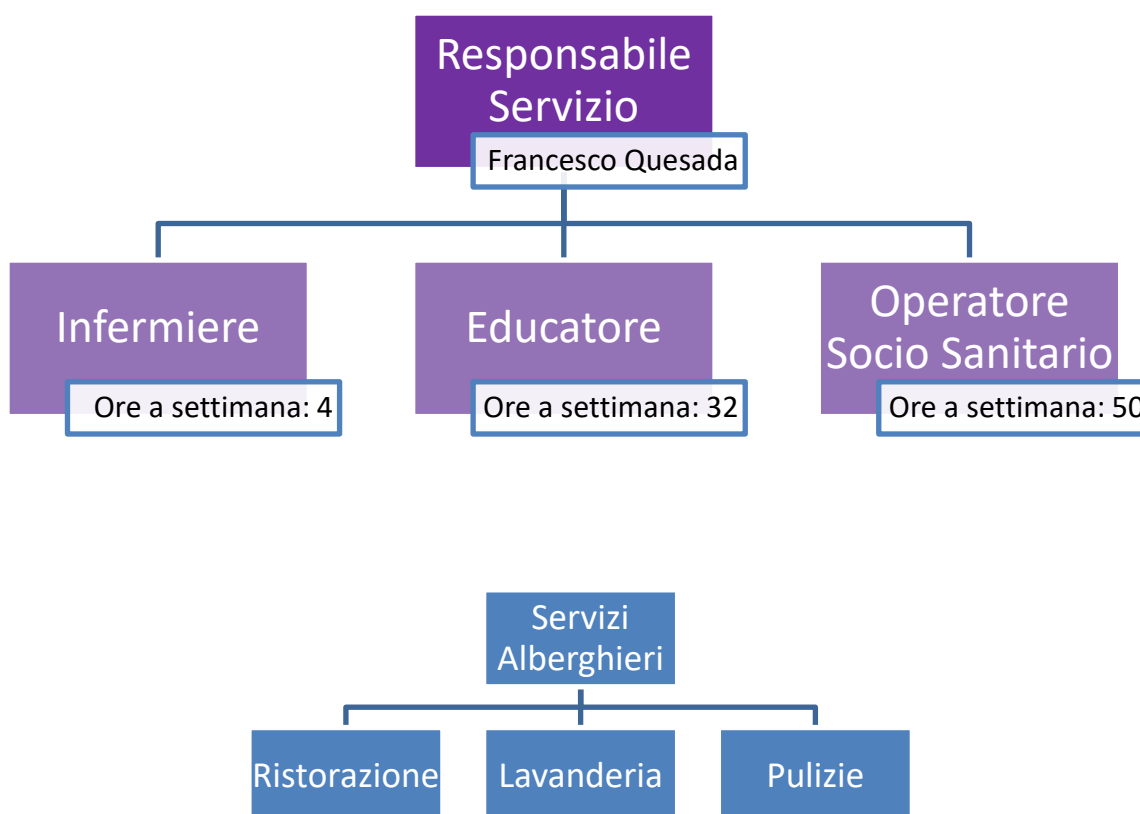 Responsabile
Servizio
Francesco Quesada
Infermiere
Educatore
Operatore
Socio Sanitario
Ore a settimana: 4
Ore a settimana: 32
Ore a settimana: 50
Servizi
Alberghieri
Ristorazione
Lavanderia
Pulizie